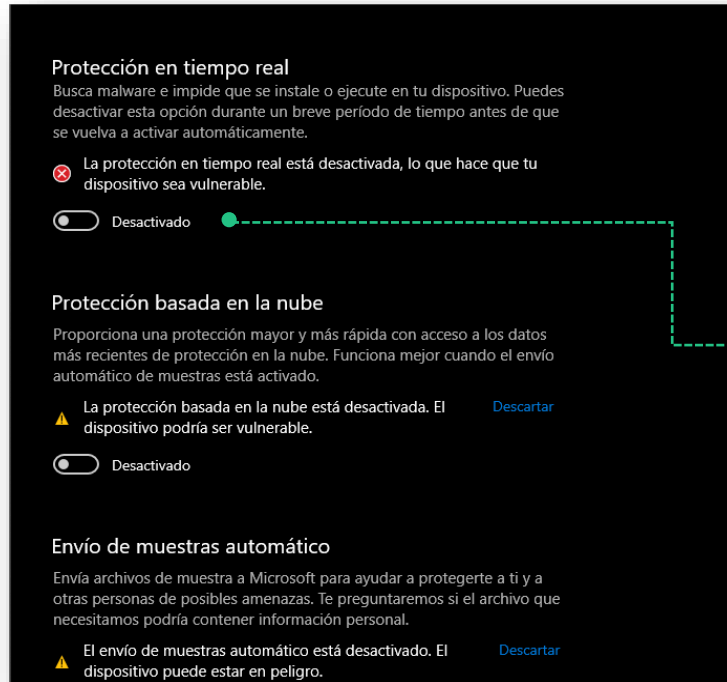 Protección en tiempo real
Busca malware e impide que se instale o ejecute en tu dispositivo. Puedes
desactivar esta opción durante un breve período de tiempo antes de que
se vuelva a activar automáticamente.
La protección en tiempo real está desactivada, lo que hace que tu
dispositivo sea vulnerable.
Desactivado
Protección basada en la nube
Proporciona una protección mayor y más rápida con acceso a los datos
más recientes de protección en la nube. Funciona mejor cuando el envío
automático de muestras está activado.
La protección basada en la nube está desactivada. El Descartar
dispositivo podría ser vulnerable.
Desactivado
Envío de muestras automático
Envía archivos de muestra a Microsoft para ayudar a protegerte a ti y a
otras personas de posibles amenazas. Te preguntaremos si el archivo que
necesitamos podría contener información personal.
El envío de muestras automático está desactivado. El Descartar
dispositivo puede estar en peligro.